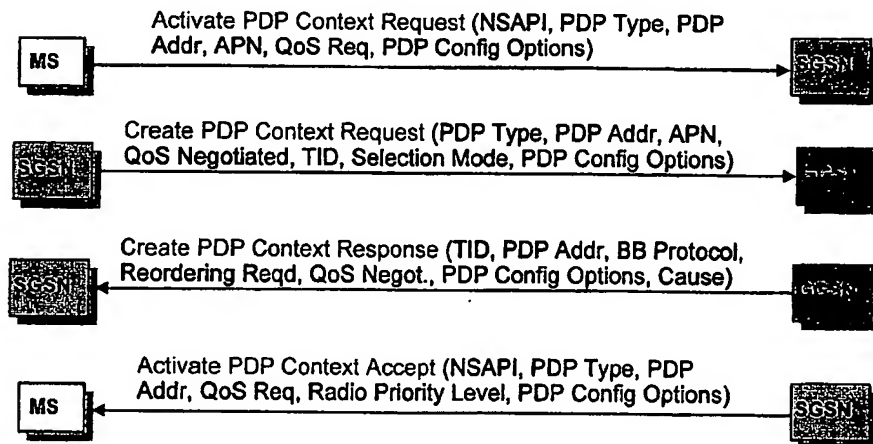 Activate PDP Context Request (NSAPI, PDP Type, PDP
Addr, APN, QoS Req, PDP Config Options)
MS
SGSN
Create PDP Context Request (PDP Type, PDP Addr, APN,
QoS Negotiated, TID, Selection Mode, PDP Config Options)
SGSN
Create PDP Context Response (TID, PDP Addr, BB Protocol,
Reordering Reqd, QoS Negot., PDP Config Options, Cause)
SGSN
GGSN
Activate PDP Context Accept (NSAPI, PDP Type, PDP
Addr, QoS Req, Radio Priority Level, PDP Config Options)
MS
SGSN